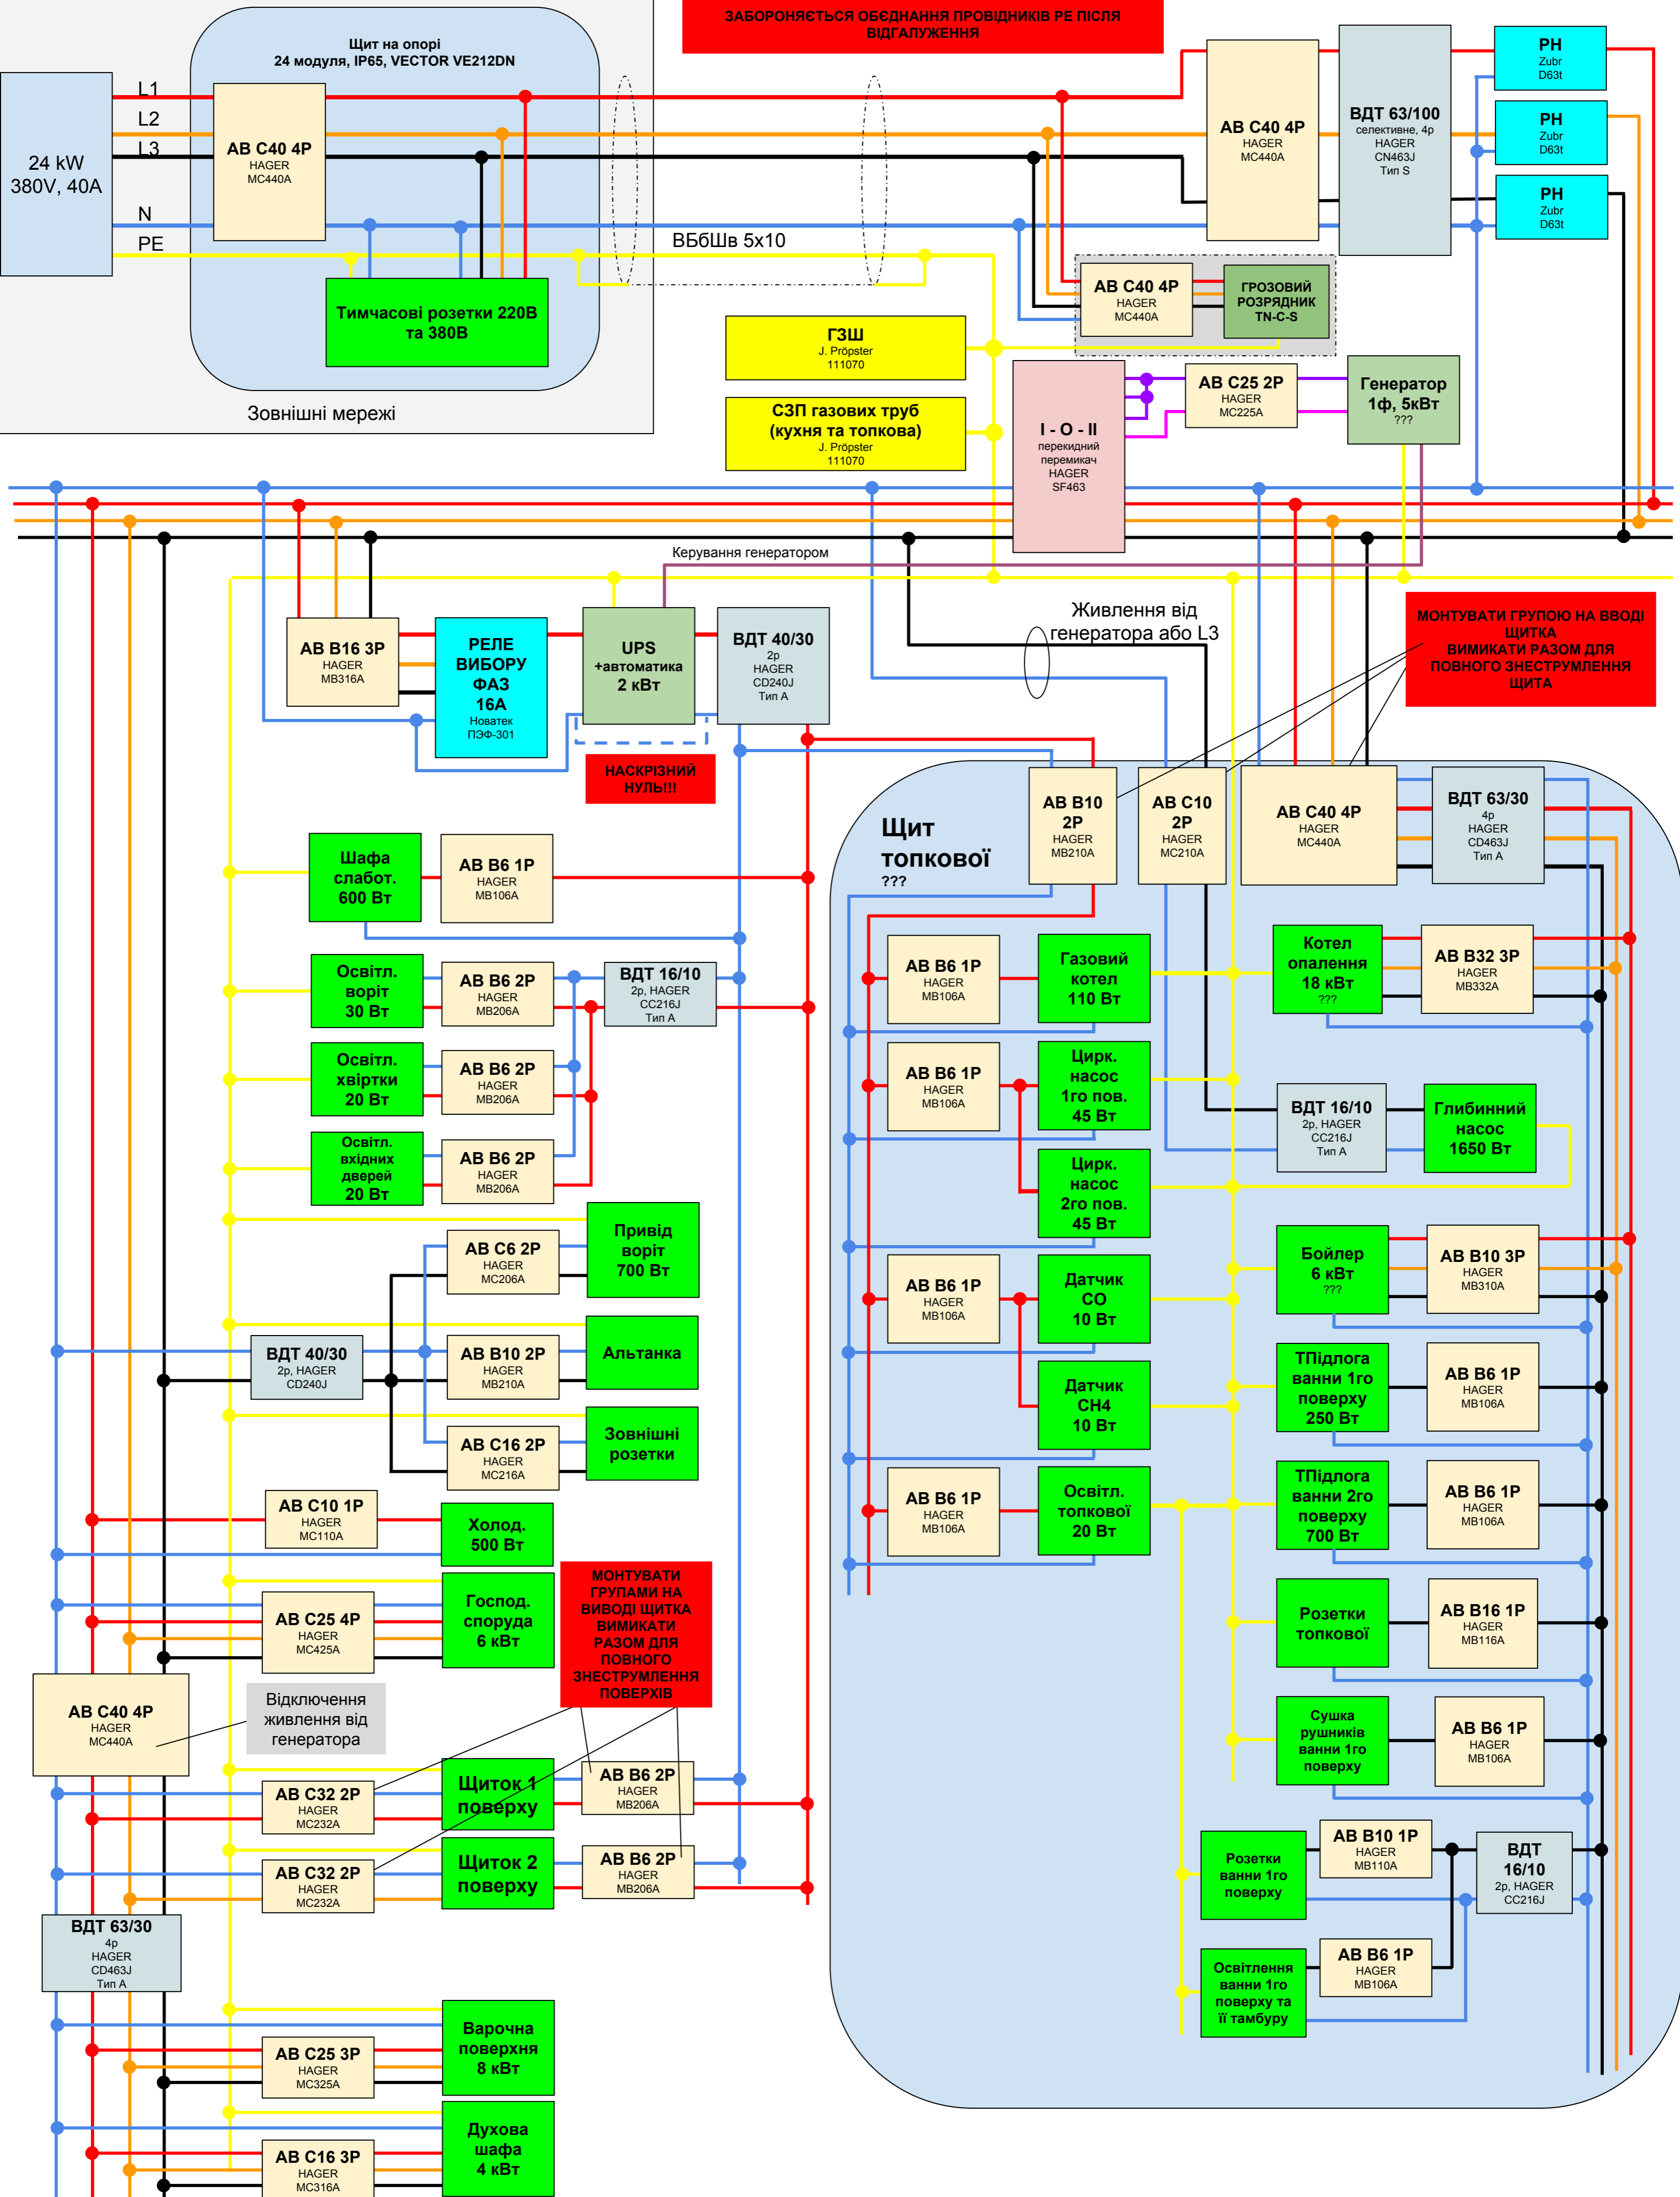 ЗАБОРОНЯЄТЬСЯ ОБЄДНАННЯ ПРОВІДНИКІВ РЕ ПІСЛЯ
ВІДГАЛУЖЕННЯ
Щит на опорі
24 модуля, IP65, VECTOR VE212DN
24 kW
380V, 40A
L1
L2
L3
N
PE
АВ С40 4Р
HAGER
MC440A
Тимчасові розетки 220В
та 380В
Зовнішні мережі
ВБбШв 5х10
АВ С40 4Р
HAGER
MC440A
ВДТ 63/100
селективне, 4р
HAGER
CN463J
Тип S
РН
Zubr
D63t
РН
Zubr
D63t
РН
Zubr
D63t
АВ С40 4Р
HAGER
MC440A
ГРОЗОВИЙ
РОЗРЯДНИК
TN-C-S
ГЗШ
J. Pröpster
111070
СЗП газових труб
(кухня та топкова)
J. Pröpster
111070
I - O - II
перекидний
перемикач
HAGER
SF463
АВ С25 2Р
HAGER
MC225A
Генератор
1ф, 5кВт
???
Керування генератором
АВ В16 3Р
HAGER
MB316A
РЕЛЕ
ВИБОРУ
ФАЗ
16А
Новатек
ПЭФ-301
UPS
+автоматика
2 кВт
ВДТ 40/30
2р
HAGER
CD240J
Тип А
НАСКРІЗНИЙ
НУЛЬ!!!
Живлення від
генератора або L3
МОНТУВАТИ ГРУПОЮ НА ВВОДІ
ЩИТКА
ВИМИКАТИ РАЗОМ ДЛЯ
ПОВНОГО ЗНЕСТРУМЛЕННЯ
ЩИТА
Щит
топкової
???
АВ В10
2Р
HAGER
MB210A
АВ С10
2Р
HAGER
MC210A
АВ С40 4Р
HAGER
MC440A
ВДТ 63/30
4р
HAGER
CD463J
Тип А
Шафа
слабот.
600 Вт
АВ В6 1Р
HAGER
MB106A
Освітл.
воріт
30 Вт
АВ В6 2Р
HAGER
MB206A
ВДТ 16/10
2р, HAGER
CC216J
Тип А
Освітл.
хвіртки
20 Вт
АВ В6 2Р
HAGER
MB206A
Освітл.
вхідних
дверей
20 Вт
АВ В6 2Р
HAGER
MB206A
АВ С6 2Р
HAGER
MC206A
Привід
воріт
700 Вт
ВДТ 40/30
2р, HAGER
CD240J
АВ В10 2Р
HAGER
MB210A
Альтанка
АВ С16 2Р
HAGER
MC216A
Зовнішні
розетки
АВ С10 1Р
HAGER
MC110A
Холод.
500 Вт
АВ С25 4Р
HAGER
MC425A
Господ.
споруда
6 кВт
МОНТУВАТИ
ГРУПАМИ НА
ВИВОДІ ЩИТКА
ВИМИКАТИ
РАЗОМ ДЛЯ
ПОВНОГО
ЗНЕСТРУМЛЕННЯ
ПОВЕРХІВ
АВ С40 4Р
HAGER
MC440A
Відключення
живлення від
генератора
АВ С32 2Р
HAGER
MC232A
Щиток 1
поверху
АВ В6 2Р
HAGER
MB206A
АВ С32 2Р
HAGER
MC232A
Щиток 2
поверху
АВ В6 2Р
HAGER
MB206A
ВДТ 63/30
4р
HAGER
CD463J
Тип А
АВ С25 3Р
HAGER
MC325A
Варочна
поверхня
8 кВт
АВ С16 3Р
HAGER
MC316A
Духова
шафа
4 кВт
АВ В6 1Р
HAGER
MB106A
Газовий
котел
110 Вт
АВ В6 1Р
HAGER
MB106A
Цирк.
насос
1го пов.
45 Вт
Цирк.
насос
2го пов.
45 Вт
АВ В6 1Р
HAGER
MB106A
Датчик
СО
10 Вт
Датчик
СН4
10 Вт
АВ В6 1Р
HAGER
MB106A
Освітл.
топкової
20 Вт
Котел
опалення
18 кВт
???
АВ В32 3Р
HAGER
MB332A
ВДТ 16/10
2р, HAGER
CC216J
Тип А
Глибинний
насос
1650 Вт
Бойлер
6 кВт
???
АВ В10 3Р
HAGER
MB310A
ТПідлога
ванни 1го
поверху
250 Вт
АВ В6 1Р
HAGER
MB106A
ТПідлога
ванни 2го
поверху
700 Вт
АВ В6 1Р
HAGER
MB106A
Розетки
топкової
АВ В16 1Р
HAGER
MB116A
Сушка
рушників
ванни 1го
поверху
АВ В6 1Р
HAGER
MB106A
Розетки
ванни 1го
поверху
АВ В10 1Р
HAGER
MB110A
ВДТ
16/10
2р, HAGER
CC216J
Освітлення
ванни 1го
поверху та
її тамбуру
АВ В6 1Р
HAGER
MB106A